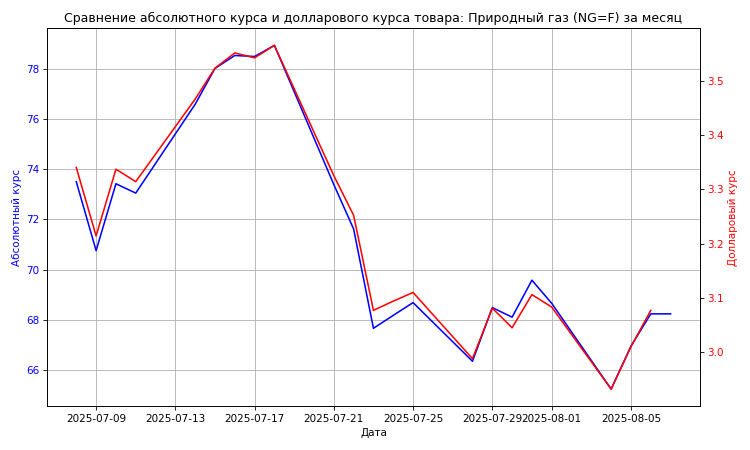 Сравнение абсолютного курса и долларового курса товара: Природный газ (NG=F) за месяц
Абсолютный курс
78
76
74
72
70
68
66
3.5
3.4
3.3
3.2
3.1
3.0
Долларовый курс
2025-07-09 2025-07-13 2025-07-17 2025-07-21 2025-07-25 2025-07-29 2025-08-01 2025-08-05
Дата